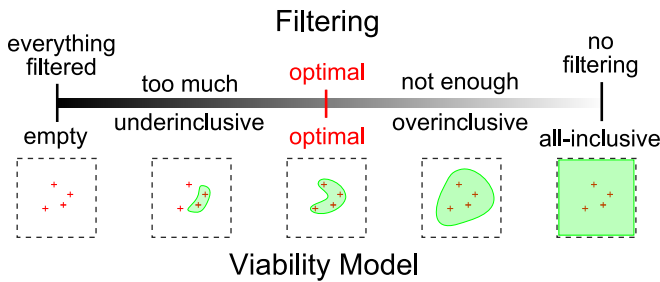 Filtering
everything
filtered
too much
optimal
not enough
no
filtering
empty
underinclusive
optimal
overinclusive
all-inclusive
Viability Model